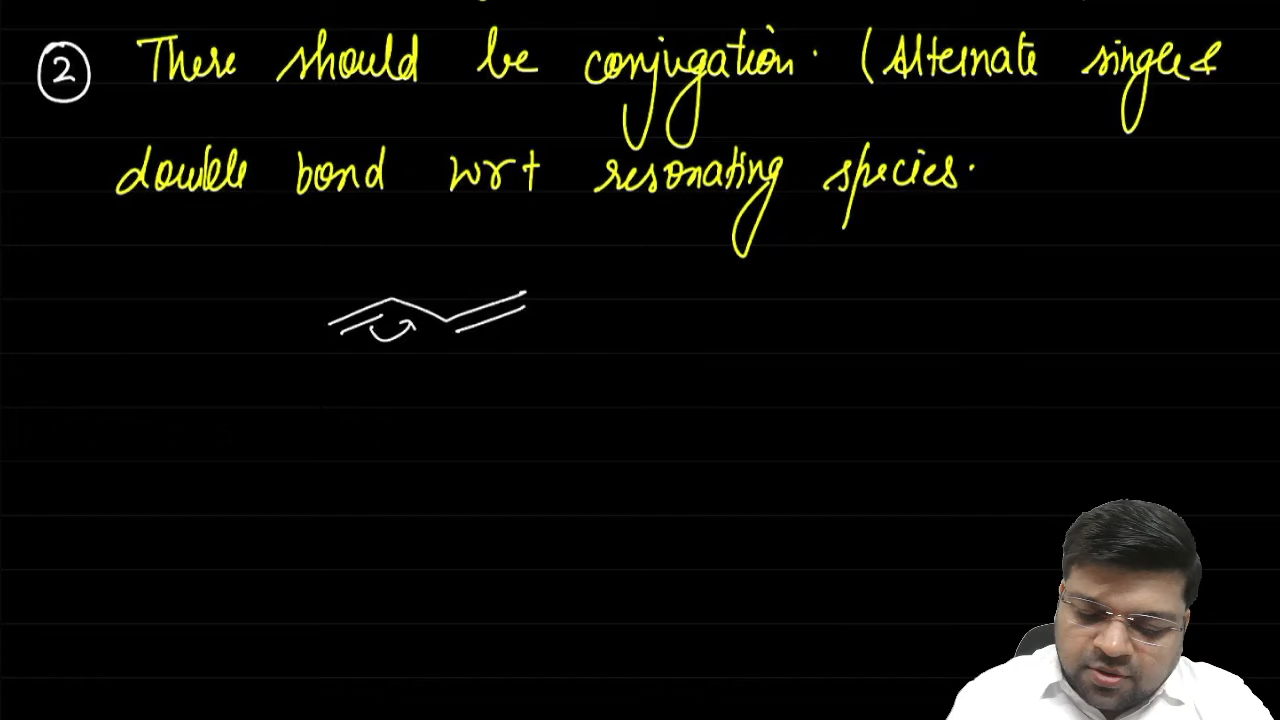 2 There should be conjugation. (Alternate single &
double bond wrt resonating species.